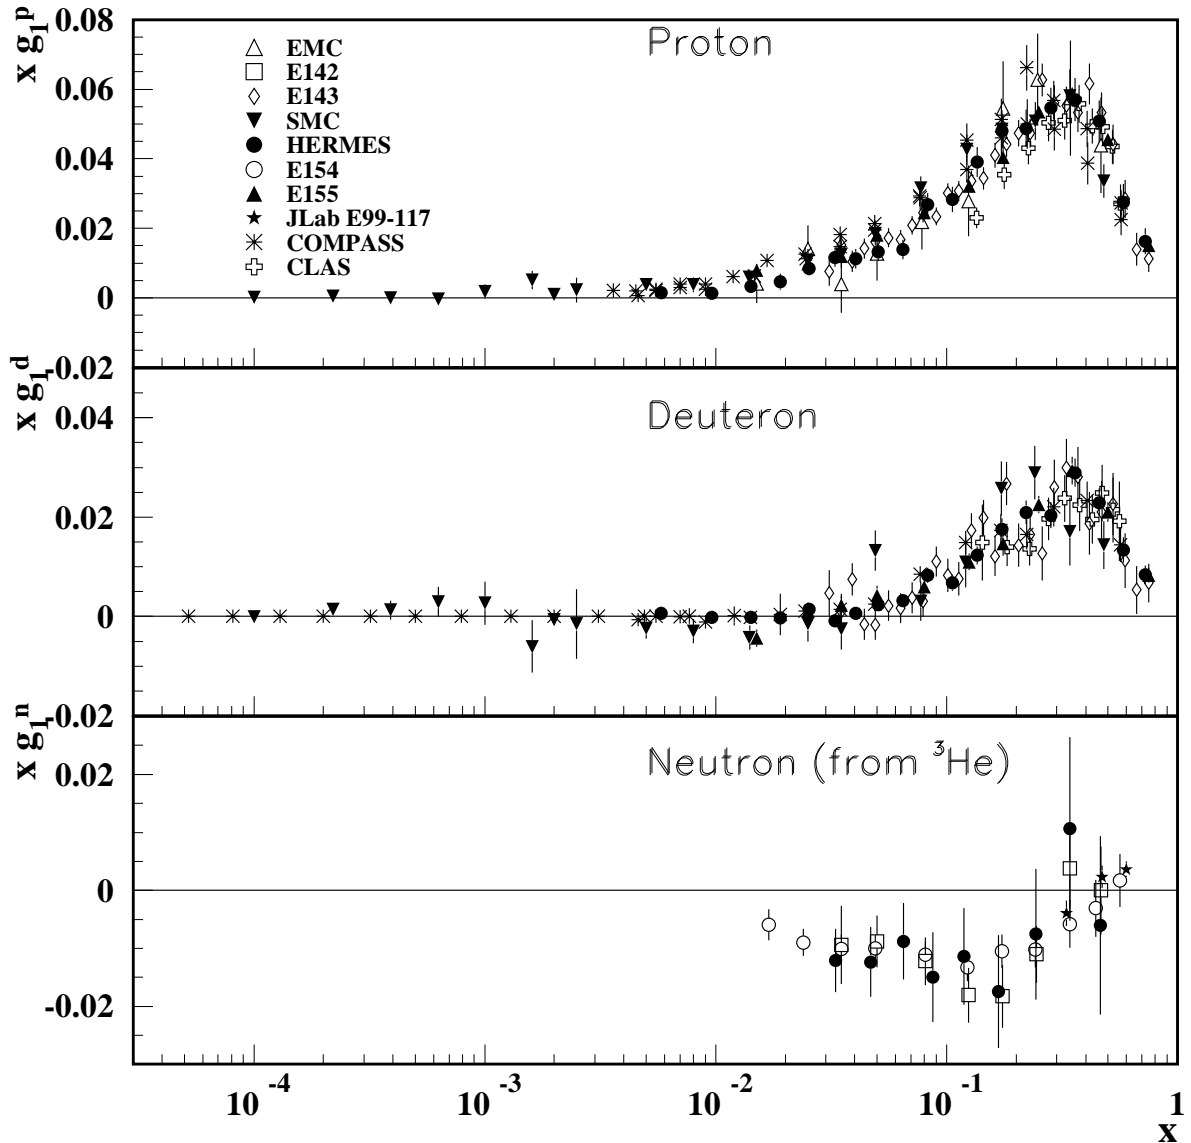 x g₁ᵖ
0.08
0.06
0.04
0.02
0
-0.02
Proton
EMC
E142
E143
SMC
HERMES
E154
E155
JLab E99-117
COMPASS
CLAS
x g₁ᵈ
0.04
0.02
0
-0.02
Deuteron
x g₁ⁿ
0.02
0
-0.02
Neutron (from ³He)
10⁻⁴ 10⁻³ 10⁻² 10⁻¹ 1
x